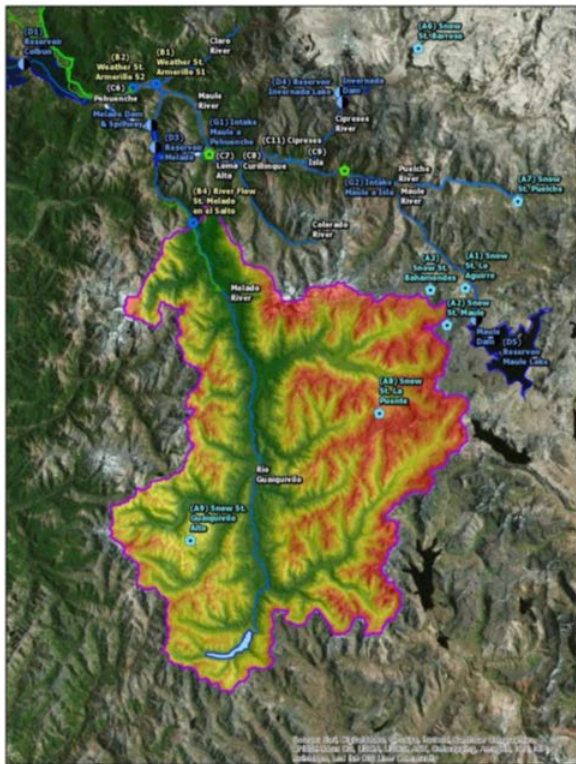 (D1)
Reservoir
Colbun
(B2)
Weather St.
Armerillo S2
(B1)
Weather St.
Armerillo S1
Claro
River
(A6) Snow
St. Barroso
(C6)
Pehuenche
Melado Dam
& Spillway
Maule
River
(D4) Reservoir
Invernada Lake
Invernada
Dam
(D3)
Reservoir
Melado
(G1) Intake
Maule a
Pehuenche
Cipreses
River
(C11) Cipreses
(C7)
Loma
Alta
(C8)
Curillinque
(C9)
Isla
(G2) Intake
Maule a Isla
Puelche
River
Maule
River
(A7) Snow
St. Puelche
(B4) River Flow
St. Melado
en el Salto
Colorado
River
(A3)
Snow St.
Bahamondes
(A1) Snow
St. Lo
Aguirre
Melado
River
(A2) Snow
St. Maule
Maule
Dam
(D5)
Reservoir
Maule Lake
(A8) Snow
St. La
Puente
Rio
Guaiquivilo
(A9) Snow St.
Guaiquivilo
Alto